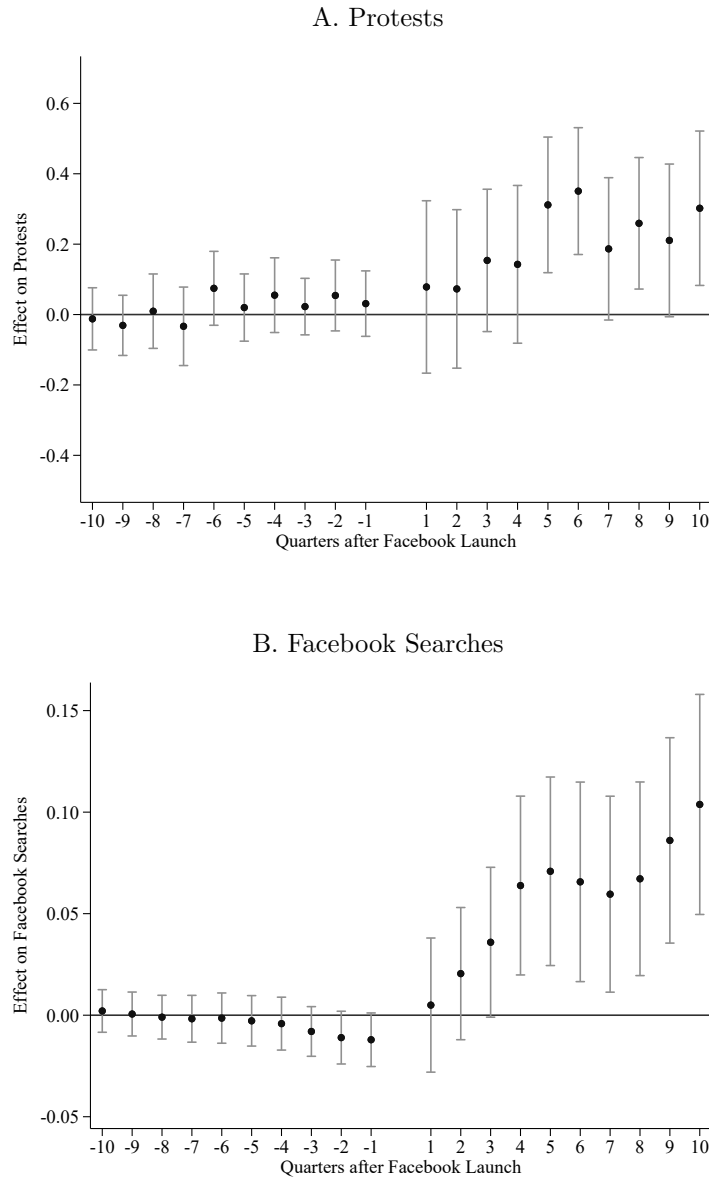 A. Protests
0.6
0.4
0.2
0.0
-0.2
-0.4
Effect on Protests
-10 -9 -8 -7 -6 -5 -4 -3 -2 -1 1 2 3 4 5 6 7 8 9 10
Quarters after Facebook Launch
B. Facebook Searches
0.15
0.10
0.05
0.00
-0.05
Effect on Facebook Searches
-10 -9 -8 -7 -6 -5 -4 -3 -2 -1 1 2 3 4 5 6 7 8 9 10
Quarters after Facebook Launch